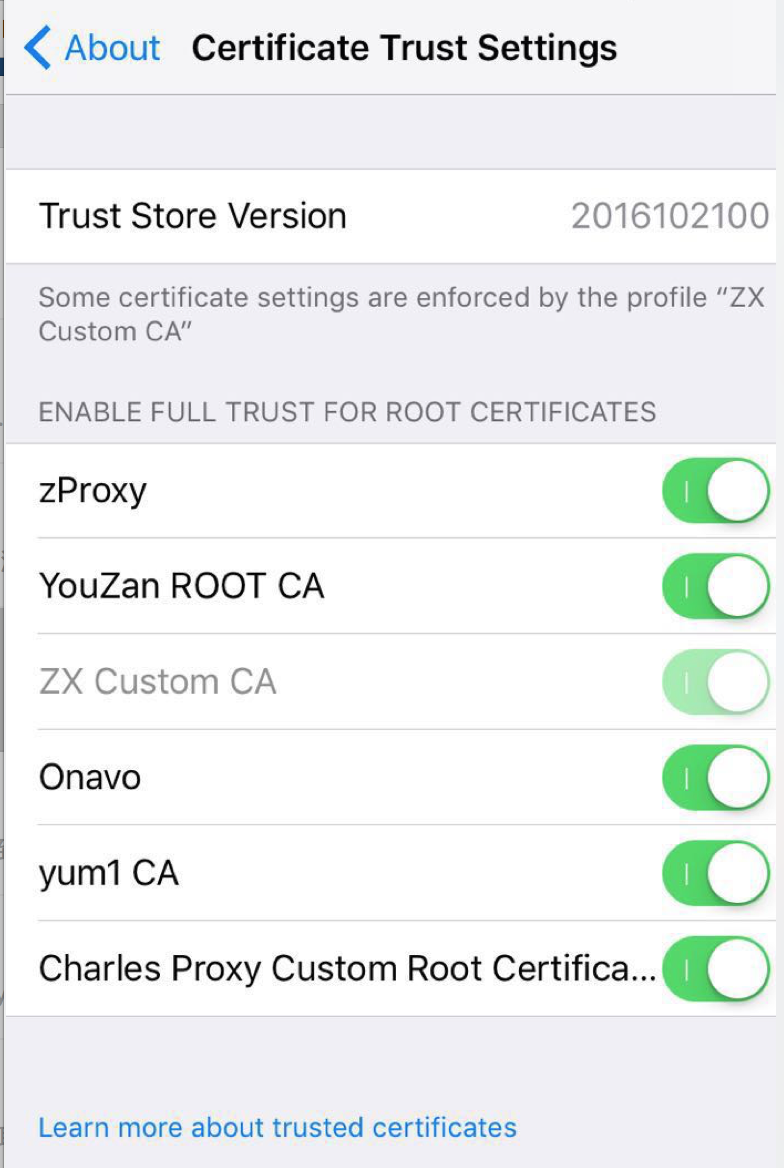 About Certificate Trust Settings
Trust Store Version 2016102100
Some certificate settings are enforced by the profile “ZX
Custom CA”
ENABLE FULL TRUST FOR ROOT CERTIFICATES
zProxy
YouZan ROOT CA
ZX Custom CA
Onavo
yum1 CA
Charles Proxy Custom Root Certifica...
Learn more about trusted certificates